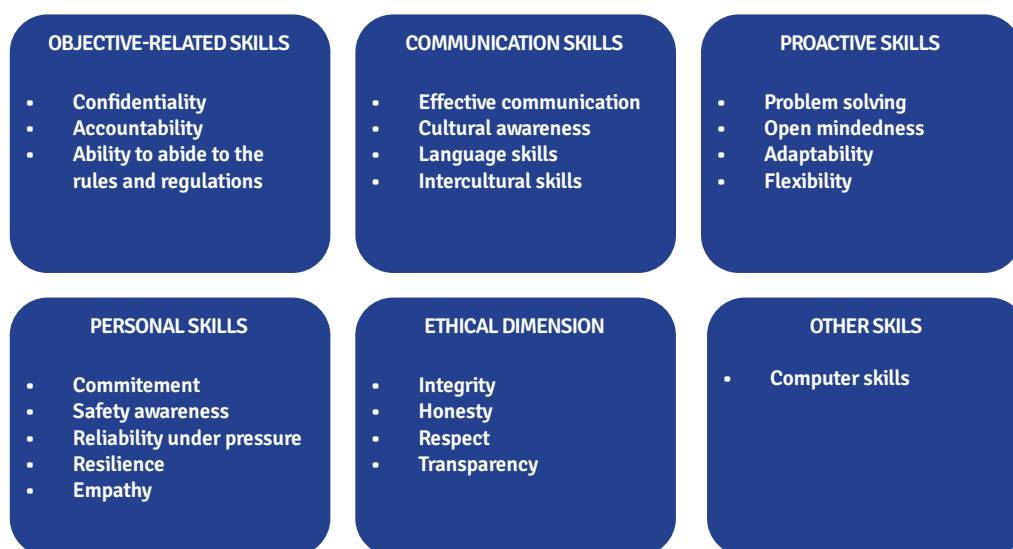 OBJECTIVE-RELATED SKILLS
• Confidentiality
• Accountability
• Ability to abide to the
rules and regulations
COMMUNICATION SKILLS
• Effective communication
• Cultural awareness
• Language skills
• Intercultural skills
PROACTIVE SKILLS
• Problem solving
• Open mindedness
• Adaptability
• Flexibility
PERSONAL SKILLS
• Commitement
• Safety awareness
• Reliability under pressure
• Resilience
• Empathy
ETHICAL DIMENSION
• Integrity
• Honesty
• Respect
• Transparency
OTHER SKILS
• Computer skills